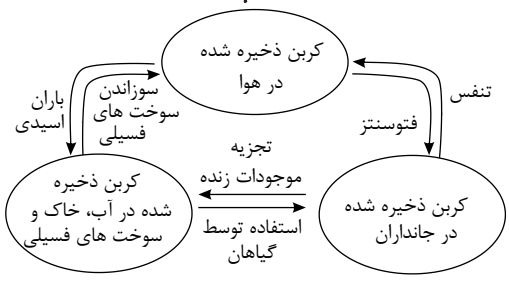 کربن ذخیره شده
در هوا
باران
اسیدی
سوزاندن
سوخت های
فسیلی
تنفس
فتوسنتز
تجزیه
موجودات زنده
استفاده توسط
گیاهان
کربن ذخیره
شده در آب، خاک و
سوخت های فسیلی
کربن ذخیره شده
در جانداران